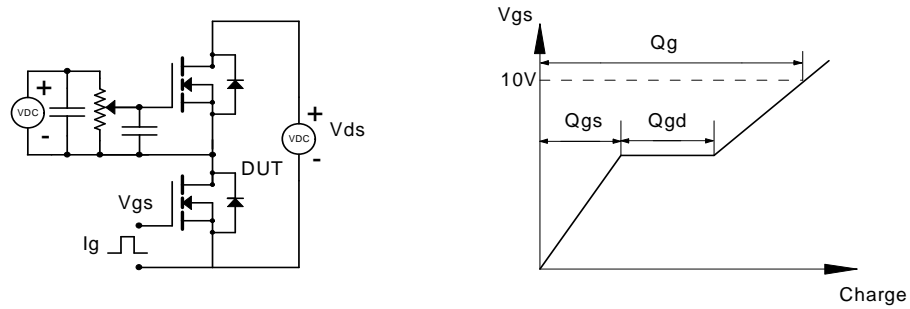 +
VDC
-
+
VDC
-
Vds
DUT
Vgs
Ig
Vgs
Qg
10V
Qgs
Qgd
Charge